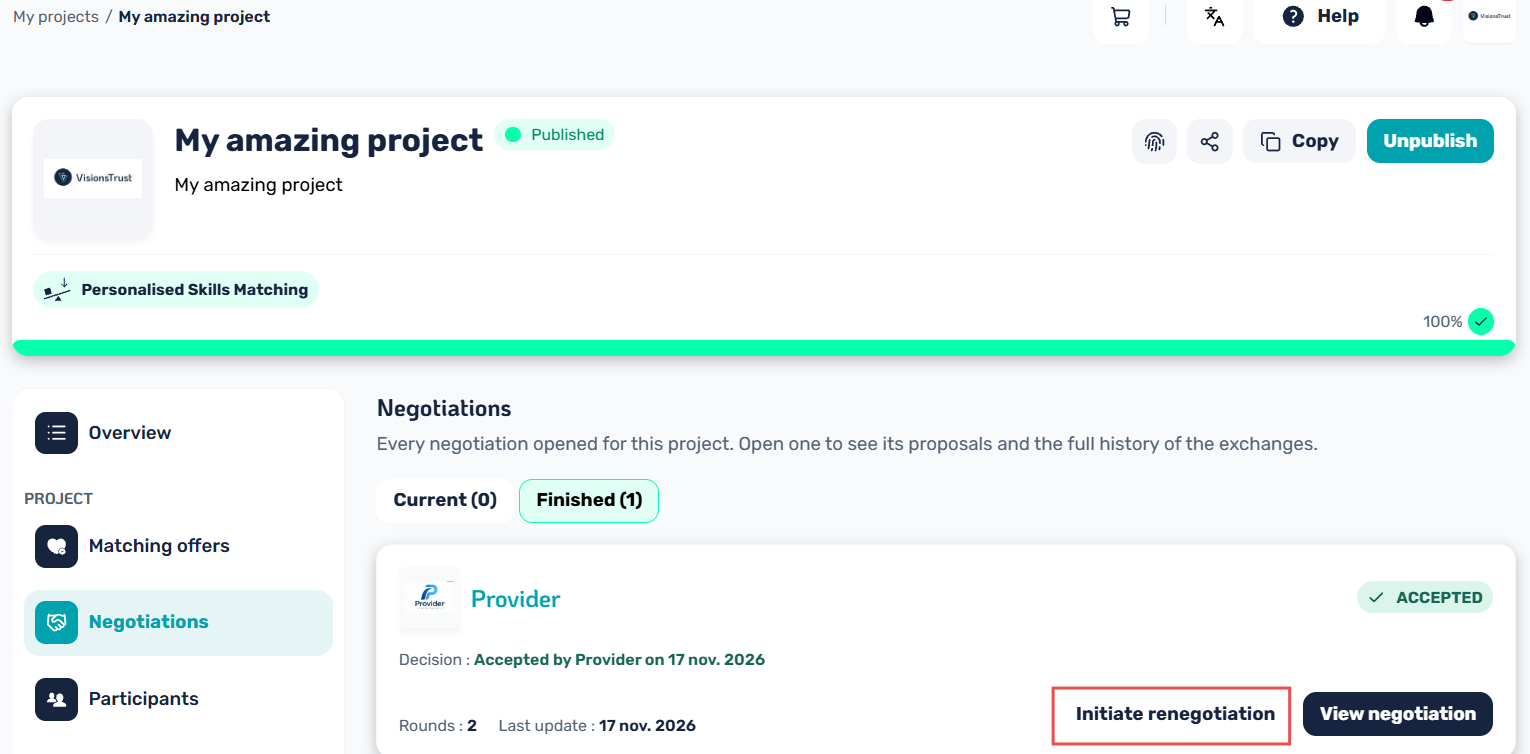 My projects / My amazing project
Help
VisionsTrust
My amazing project
Published
Copy
Unpublish
VisionsTrust
My amazing project
Personalised Skills Matching
100%
Overview
PROJECT
Matching offers
Negotiations
Participants
Negotiations
Every negotiation opened for this project. Open one to see its proposals and the full history of the exchanges.
Current (0)
Finished (1)
Provider
Provider
ACCEPTED
Decision : Accepted by Provider on 17 nov. 2026
Rounds : 2 Last update : 17 nov. 2026
Initiate renegotiation
View negotiation